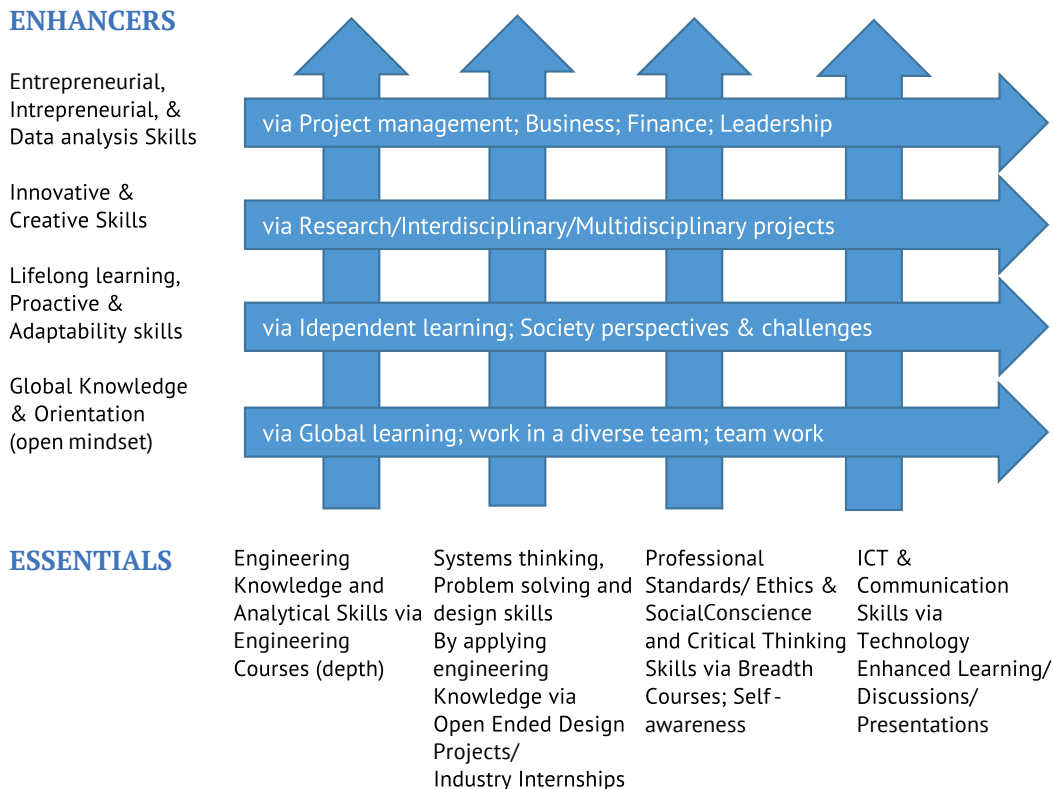 ENHANCERS
Entrepreneurial,
Intrepreneurial, &
Data analysis Skills
via Project management; Business; Finance; Leadership
Innovative &
Creative Skills
via Research/Interdisciplinary/Multidisciplinary projects
Lifelong learning,
Proactive &
Adaptability skills
via Idependent learning; Society perspectives & challenges
Global Knowledge
& Orientation
(open mindset)
via Global learning; work in a diverse team; team work
ESSENTIALS
Engineering
Knowledge and
Analytical Skills via
Engineering
Courses (depth)
Systems thinking,
Problem solving and
design skills
By applying
engineering
Knowledge via
Open Ended Design
Projects/
Industry Internships
Professional
Standards/ Ethics &
SocialConscience
and Critical Thinking
Skills via Breadth
Courses; Self-
awareness
ICT &
Communication
Skills via
Technology
Enhanced Learning/
Discussions/
Presentations